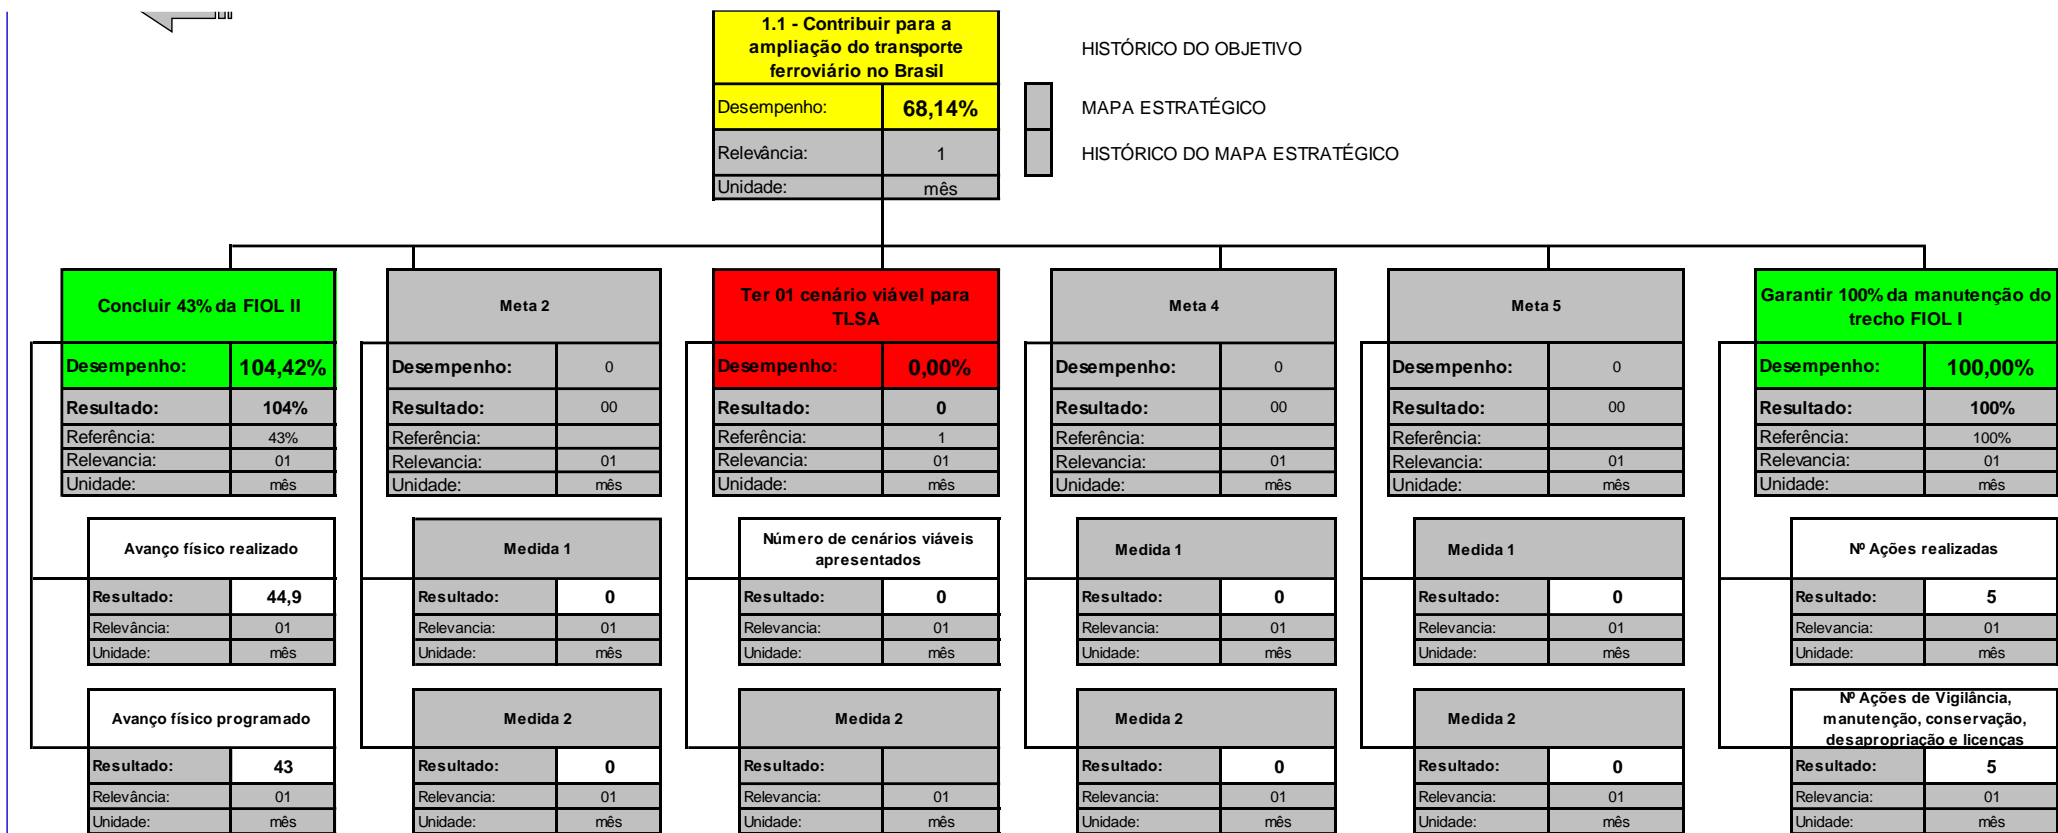 1.1 - Contribuir para a
ampliação do transporte
ferroviário no Brasil
Desempenho: 68,14%
Relevância: 1
Unidade: mês
HISTÓRICO DO OBJETIVO
MAPA ESTRATÉGICO
HISTÓRICO DO MAPA ESTRATÉGICO
Concluir 43% da FIOL II
Desempenho: 104,42%
Resultado: 104%
Referência: 43%
Relevancia: 01
Unidade: mês
Avanço físico realizado
Resultado: 44,9
Relevância: 01
Unidade: mês
Avanço físico programado
Resultado: 43
Relevância: 01
Unidade: mês
Meta 2
Desempenho: 0
Resultado: 00
Referência:
Relevancia: 01
Unidade: mês
Medida 1
Resultado: 0
Relevancia: 01
Unidade: mês
Medida 2
Resultado: 0
Relevancia: 01
Unidade: mês
Ter 01 cenário viável para
TLSA
Desempenho: 0,00%
Resultado: 0
Referência: 1
Relevancia: 01
Unidade: mês
Número de cenários viáveis
apresentados
Resultado: 0
Relevancia: 01
Unidade: mês
Medida 2
Resultado:
Relevancia: 01
Unidade: mês
Meta 4
Desempenho: 0
Resultado: 00
Referência:
Relevancia: 01
Unidade: mês
Medida 1
Resultado: 0
Relevancia: 01
Unidade: mês
Medida 2
Resultado: 0
Relevancia: 01
Unidade: mês
Meta 5
Desempenho: 0
Resultado: 00
Referência:
Relevancia: 01
Unidade: mês
Medida 1
Resultado: 0
Relevancia: 01
Unidade: mês
Medida 2
Resultado: 0
Relevancia: 01
Unidade: mês
Garantir 100% da manutenção do
trecho FIOL I
Desempenho: 100,00%
Resultado: 100%
Referência: 100%
Relevancia: 01
Unidade: mês
Nº Ações realizadas
Resultado: 5
Relevancia: 01
Unidade: mês
Nº Ações de Vigilância,
manutenção, conservação,
desapropriação e licenças
Resultado: 5
Relevancia: 01
Unidade: mês